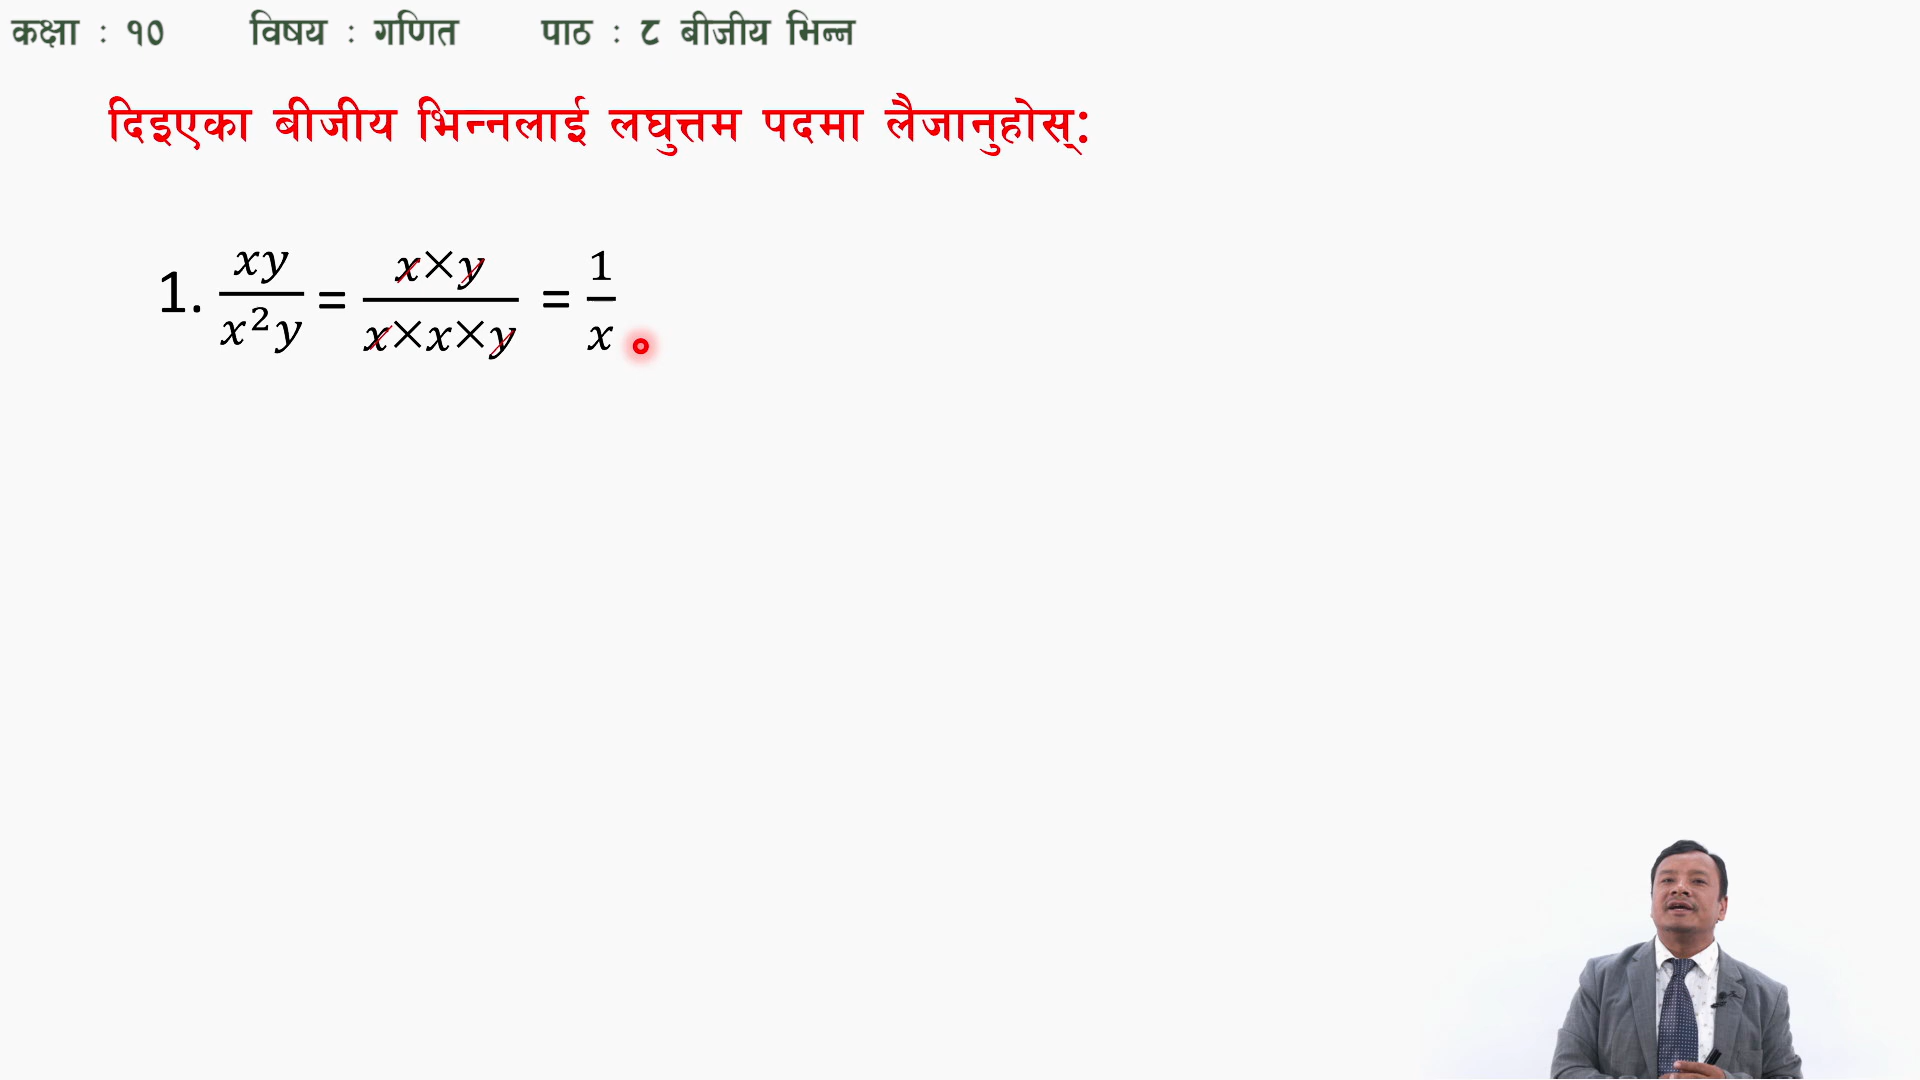 कक्षा : १० विषय : गणित पाठ : ८ बीजीय भिन्न
दिइएका बीजीय भिन्नलाई लघुत्तम पदमा लैजानुहोस्:
1. xy/x²y = x×y/x×x×y = 1/x